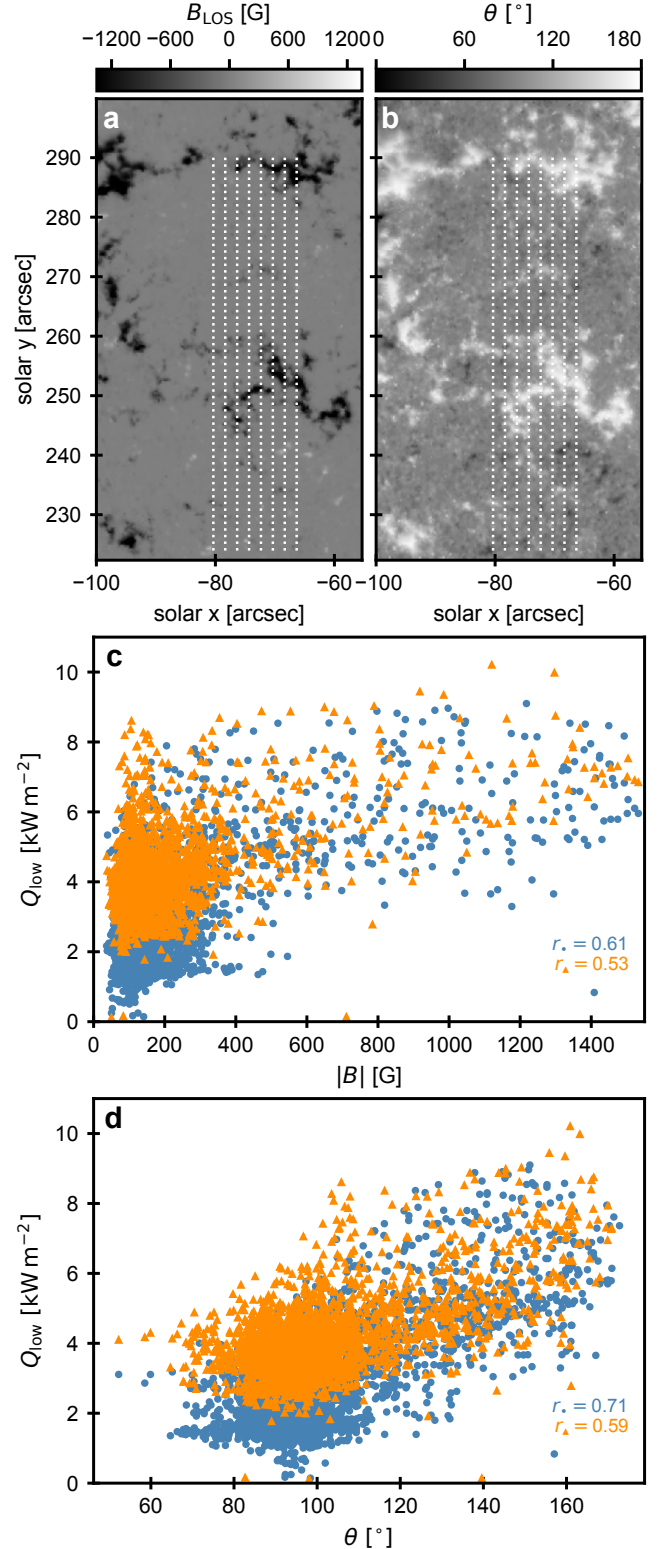 B_LOS [G]
−1200 −600 0 600 1200
θ [°]
0 60 120 180
a
b
290
280
270
260
250
240
230
solar y [arcsec]
−100 −80 −60
−100 −80 −60
solar x [arcsec]
solar x [arcsec]
c
10
8
6
4
2
0
Q_low [kW m⁻²]
r• = 0.61
r▲ = 0.53
0 200 400 600 800 1000 1200 1400
|B| [G]
d
10
8
6
4
2
0
Q_low [kW m⁻²]
r• = 0.71
r▲ = 0.59
60 80 100 120 140 160
θ [°]